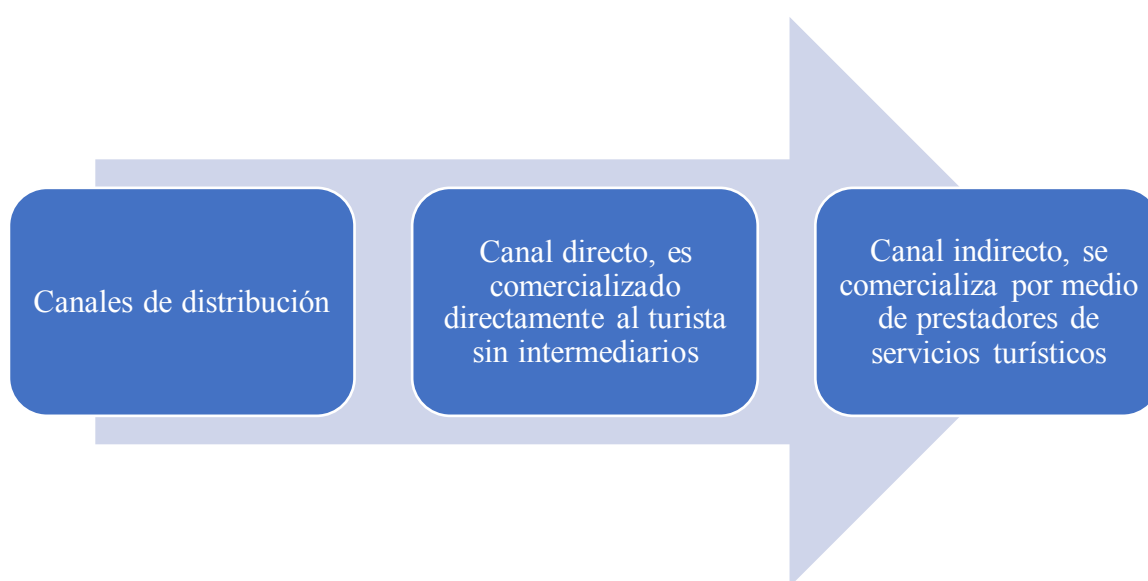 Canales de distribución
Canal directo, es
comercializado
directamente al turista
sin intermediarios
Canal indirecto, se
comercializa por medio
de prestadores de
servicios turísticos